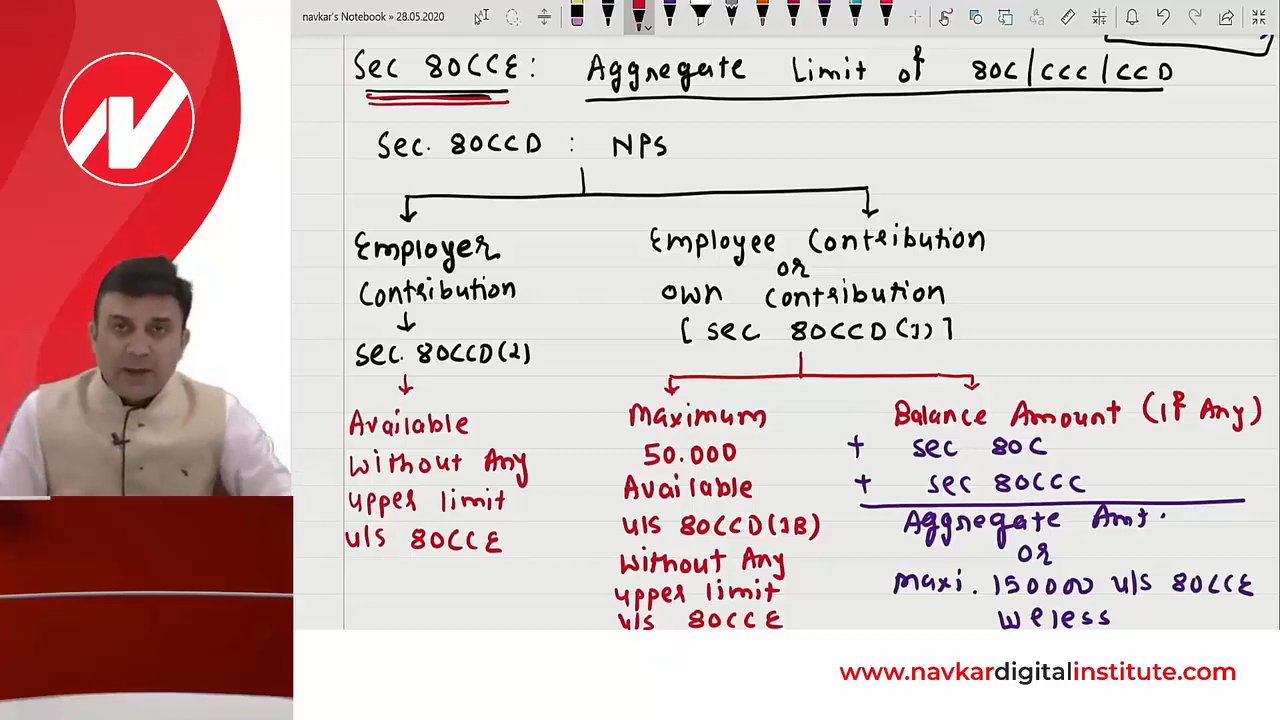 navkar's Notebook » 28.05.2020
Sec 80CCE : Aggregate Limit of 80C/CCC/CCD
Sec. 80CCD : NPS
Employer
Contribution
Sec. 80CCD(2)
Available
without Any
upper limit
u/s 80CCE
Employee Contribution
or
own contribution
[Sec 80CCD(1)]
Maximum
50.000
Available
u/s 80CCD(1B)
without Any
upper limit
u/s 80CCE
Balance Amount (if Any)
+ sec 80C
+ sec 80CCC
Aggregate Amt.
or
maxi. 150000 u/s 80CCE
w e less
www.navkardigitalinstitute.com